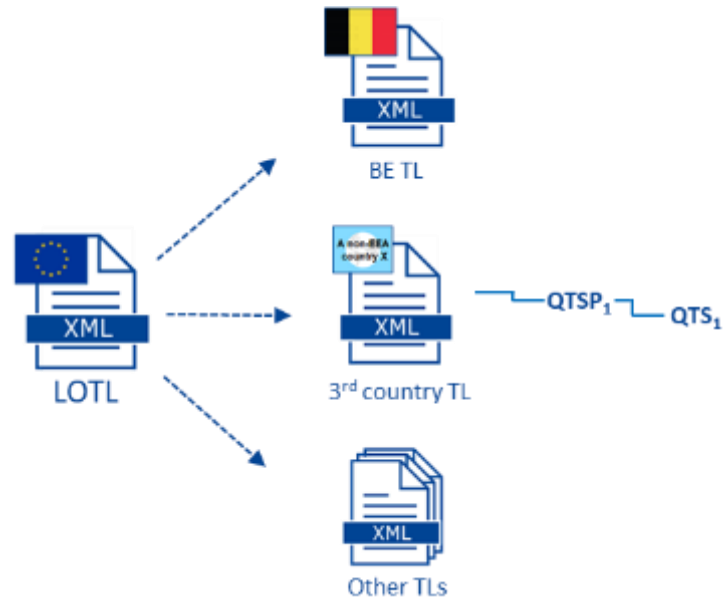 XML
BE TL
A non-EEA
country X
XML
QTSP₁
QTS₁
XML
LOTL
3rd country TL
XML
Other TLs